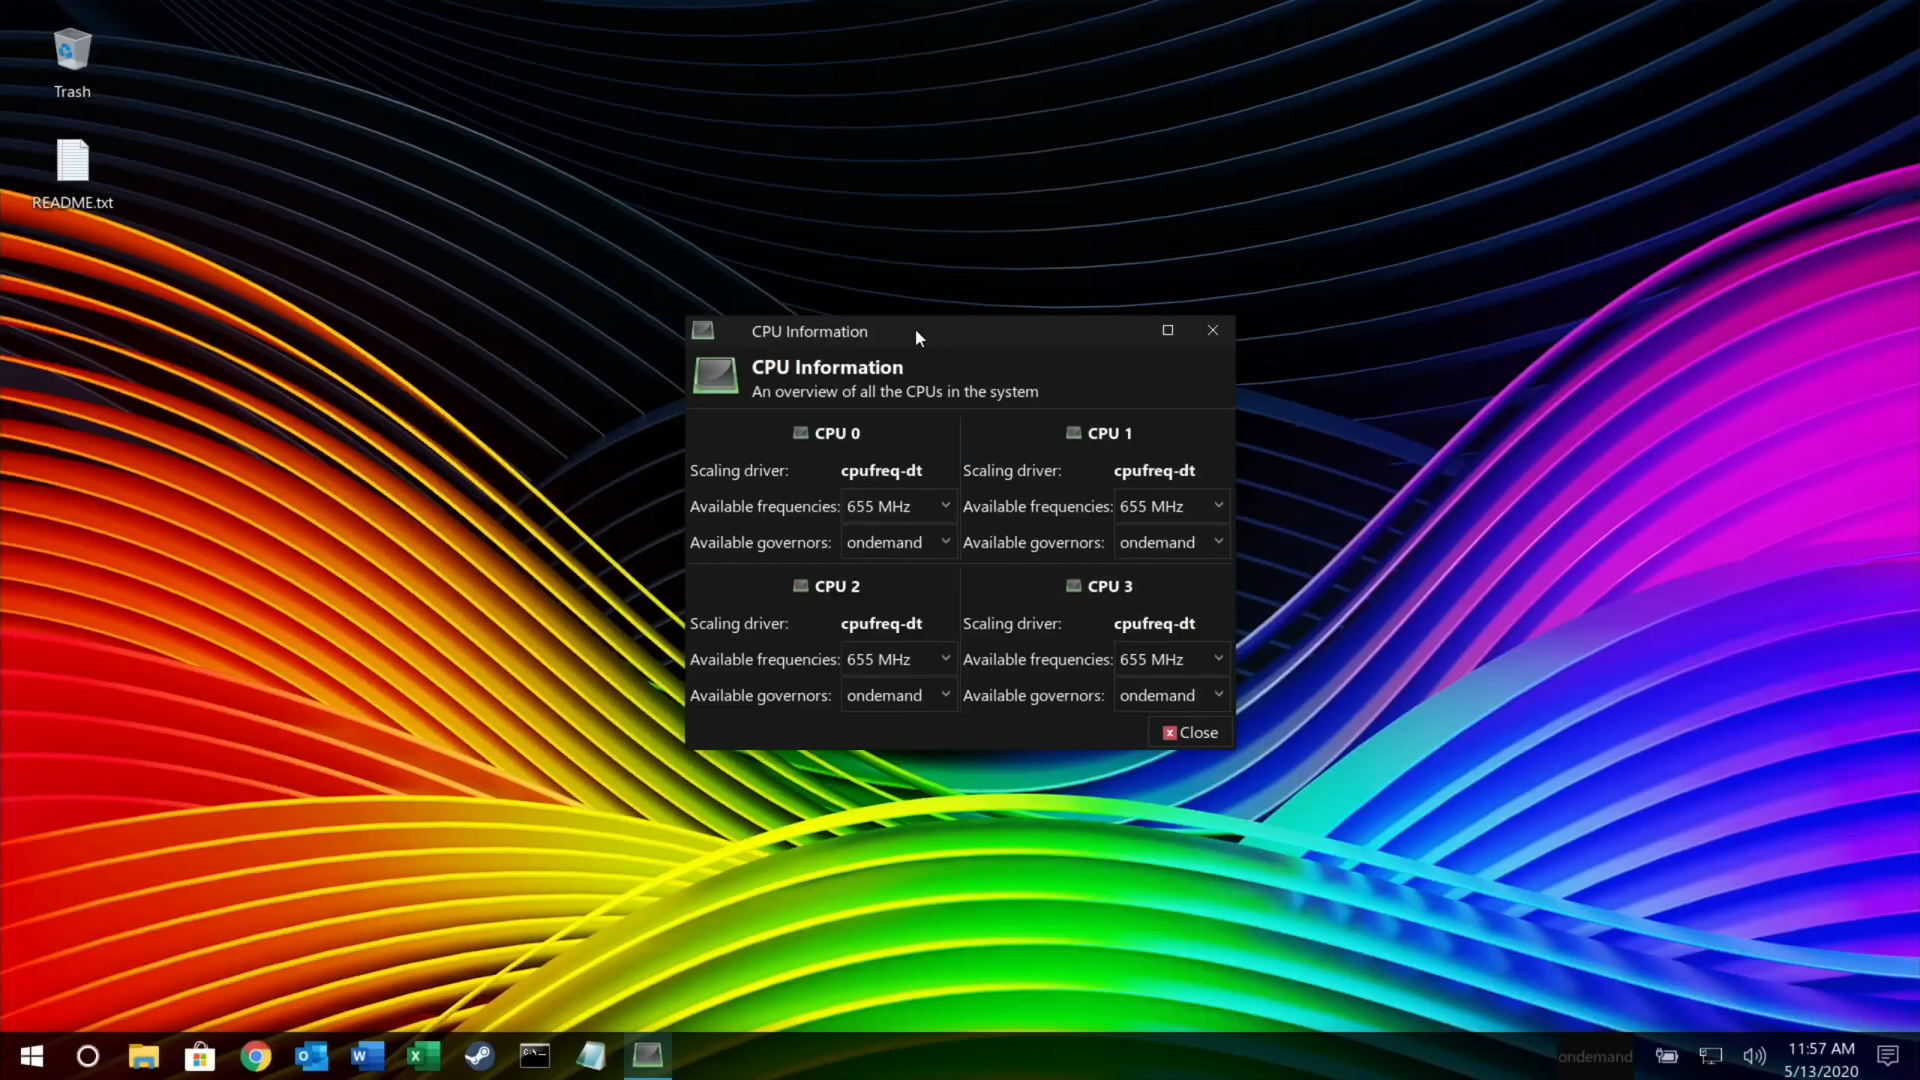 Trash
README.txt
CPU Information
CPU Information
An overview of all the CPUs in the system
CPU 0
Scaling driver: cpufreq-dt
Available frequencies: 655 MHz
Available governors: ondemand
CPU 1
Scaling driver: cpufreq-dt
Available frequencies: 655 MHz
Available governors: ondemand
CPU 2
Scaling driver: cpufreq-dt
Available frequencies: 655 MHz
Available governors: ondemand
CPU 3
Scaling driver: cpufreq-dt
Available frequencies: 655 MHz
Available governors: ondemand
Close
ondemand
11:57 AM
5/13/2020